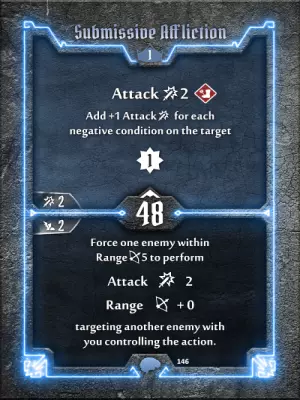 Submissive Affliction
1
Attack 2
Add +1 Attack for each
negative condition on the target
1
2
48
2
Force one enemy within
Range 5 to perform
Attack 2
Range +0
targeting another enemy with
you controlling the action.
146